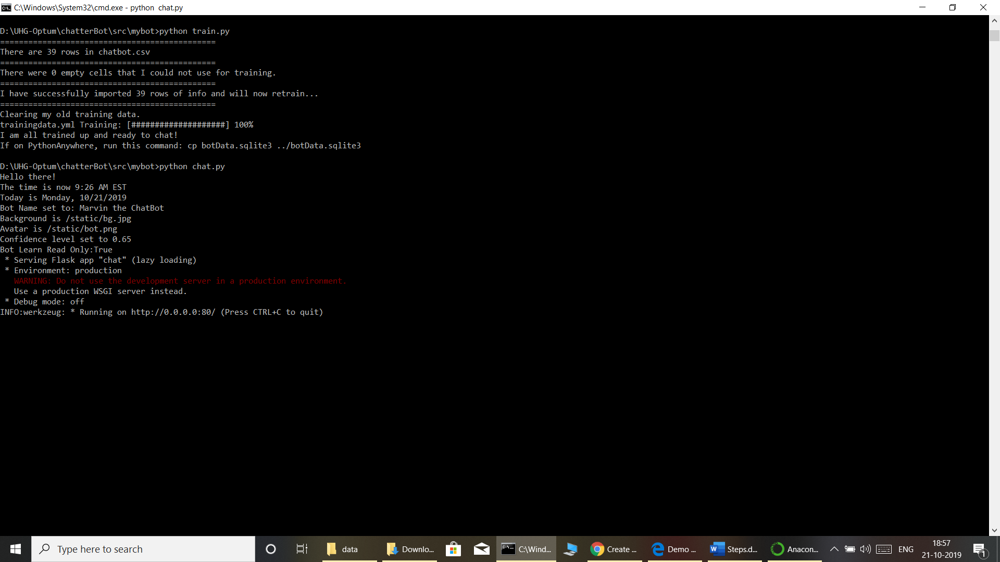 C:\Windows\System32\cmd.exe - python  chat.py
D:\UHG-Optum\chatterBot\src\mybot>python train.py
==============================================
There are 39 rows in chatbot.csv
==============================================
There were 0 empty cells that I could not use for training.
==============================================
I have successfully imported 39 rows of info and will now retrain...
==============================================
Clearing my old training data.
trainingdata.yml Training: [####################] 100%
I am all trained up and ready to chat!
If on PythonAnywhere, run this command: cp botData.sqlite3 ../botData.sqlite3
D:\UHG-Optum\chatterBot\src\mybot>python chat.py
Hello there!
The time is now 9:26 AM EST
Today is Monday, 10/21/2019
Bot Name set to: Marvin the ChatBot
Background is /static/bg.jpg
Avatar is /static/bot.png
Confidence level set to 0.65
Bot Learn Read Only:True
 * Serving Flask app "chat" (lazy loading)
 * Environment: production
   WARNING: Do not use the development server in a production environment.
   Use a production WSGI server instead.
 * Debug mode: off
INFO:werkzeug: * Running on http://0.0.0.0:80/ (Press CTRL+C to quit)
Type here to search
data
Downlo...
C:\Wind...
Create ...
Demo ...
Steps.d...
Anacon...
ENG
18:57
21-10-2019
1